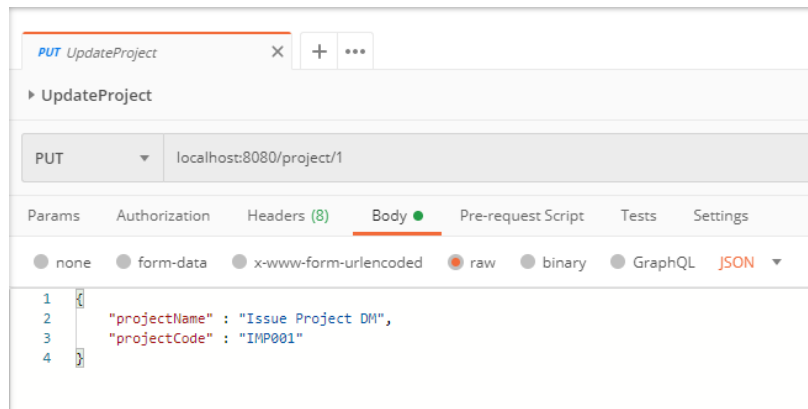 PUT UpdateProject
UpdateProject
PUT localhost:8080/project/1
Params Authorization Headers (8) Body Pre-request Script Tests Settings
none form-data x-www-form-urlencoded raw binary GraphQL JSON
1 {
2 "projectName" : "Issue Project DM",
3 "projectCode" : "IMP001"
4 }